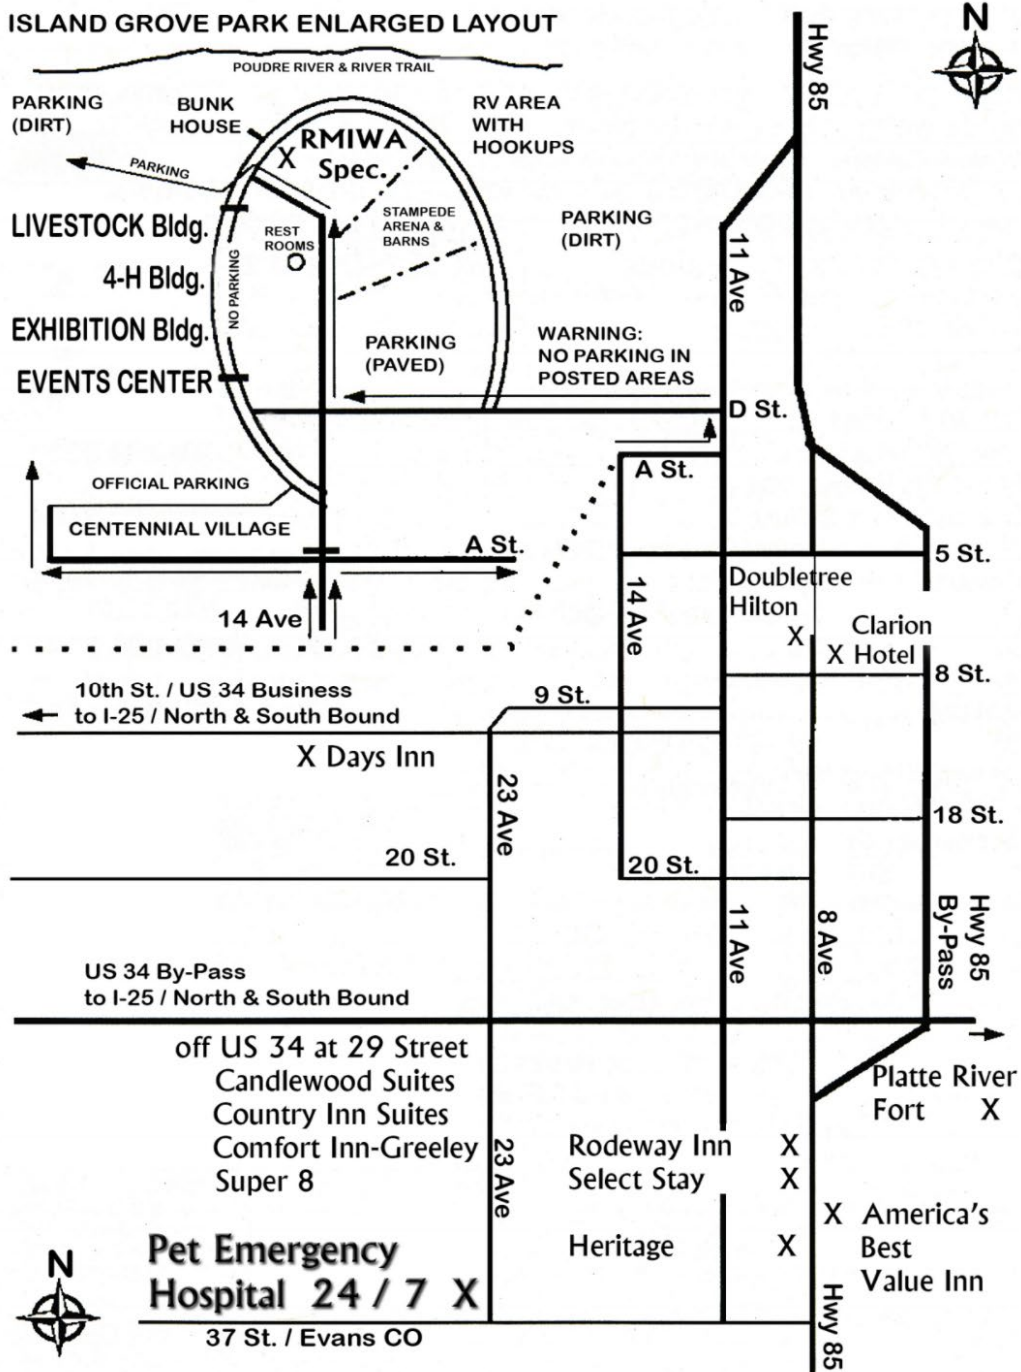 ISLAND GROVE PARK ENLARGED LAYOUT
N
POUDRE RIVER & RIVER TRAIL
Hwy 85
PARKING
(DIRT)
BUNK
HOUSE
RV AREA
WITH
HOOKUPS
X RMIWA
Spec.
PARKING
LIVESTOCK Bldg.
REST
ROOMS
STAMPEDE
ARENA &
BARNS
PARKING
(DIRT)
11 Ave
4-H Bldg.
NO PARKING
EXHIBITION Bldg.
PARKING
(PAVED)
WARNING:
NO PARKING IN
POSTED AREAS
EVENTS CENTER
D St.
A St.
OFFICIAL PARKING
CENTENNIAL VILLAGE
A St.
5 St.
14 Ave
14 Ave
Doubletree
Hilton
X
Clarion
X Hotel
8 St.
10th St. / US 34 Business
to I-25 / North & South Bound
9 St.
X Days Inn
23 Ave
18 St.
20 St.
20 St.
11 Ave
8 Ave
Hwy 85
By-Pass
US 34 By-Pass
to I-25 / North & South Bound
off US 34 at 29 Street
Candlewood Suites
Country Inn Suites
Comfort Inn-Greeley
Super 8
23 Ave
Platte River
Fort X
Rodeway Inn X
Select Stay X
Heritage X
X America's
Best
Value Inn
N
Pet Emergency
Hospital 24 / 7 X
37 St. / Evans CO
Hwy 85